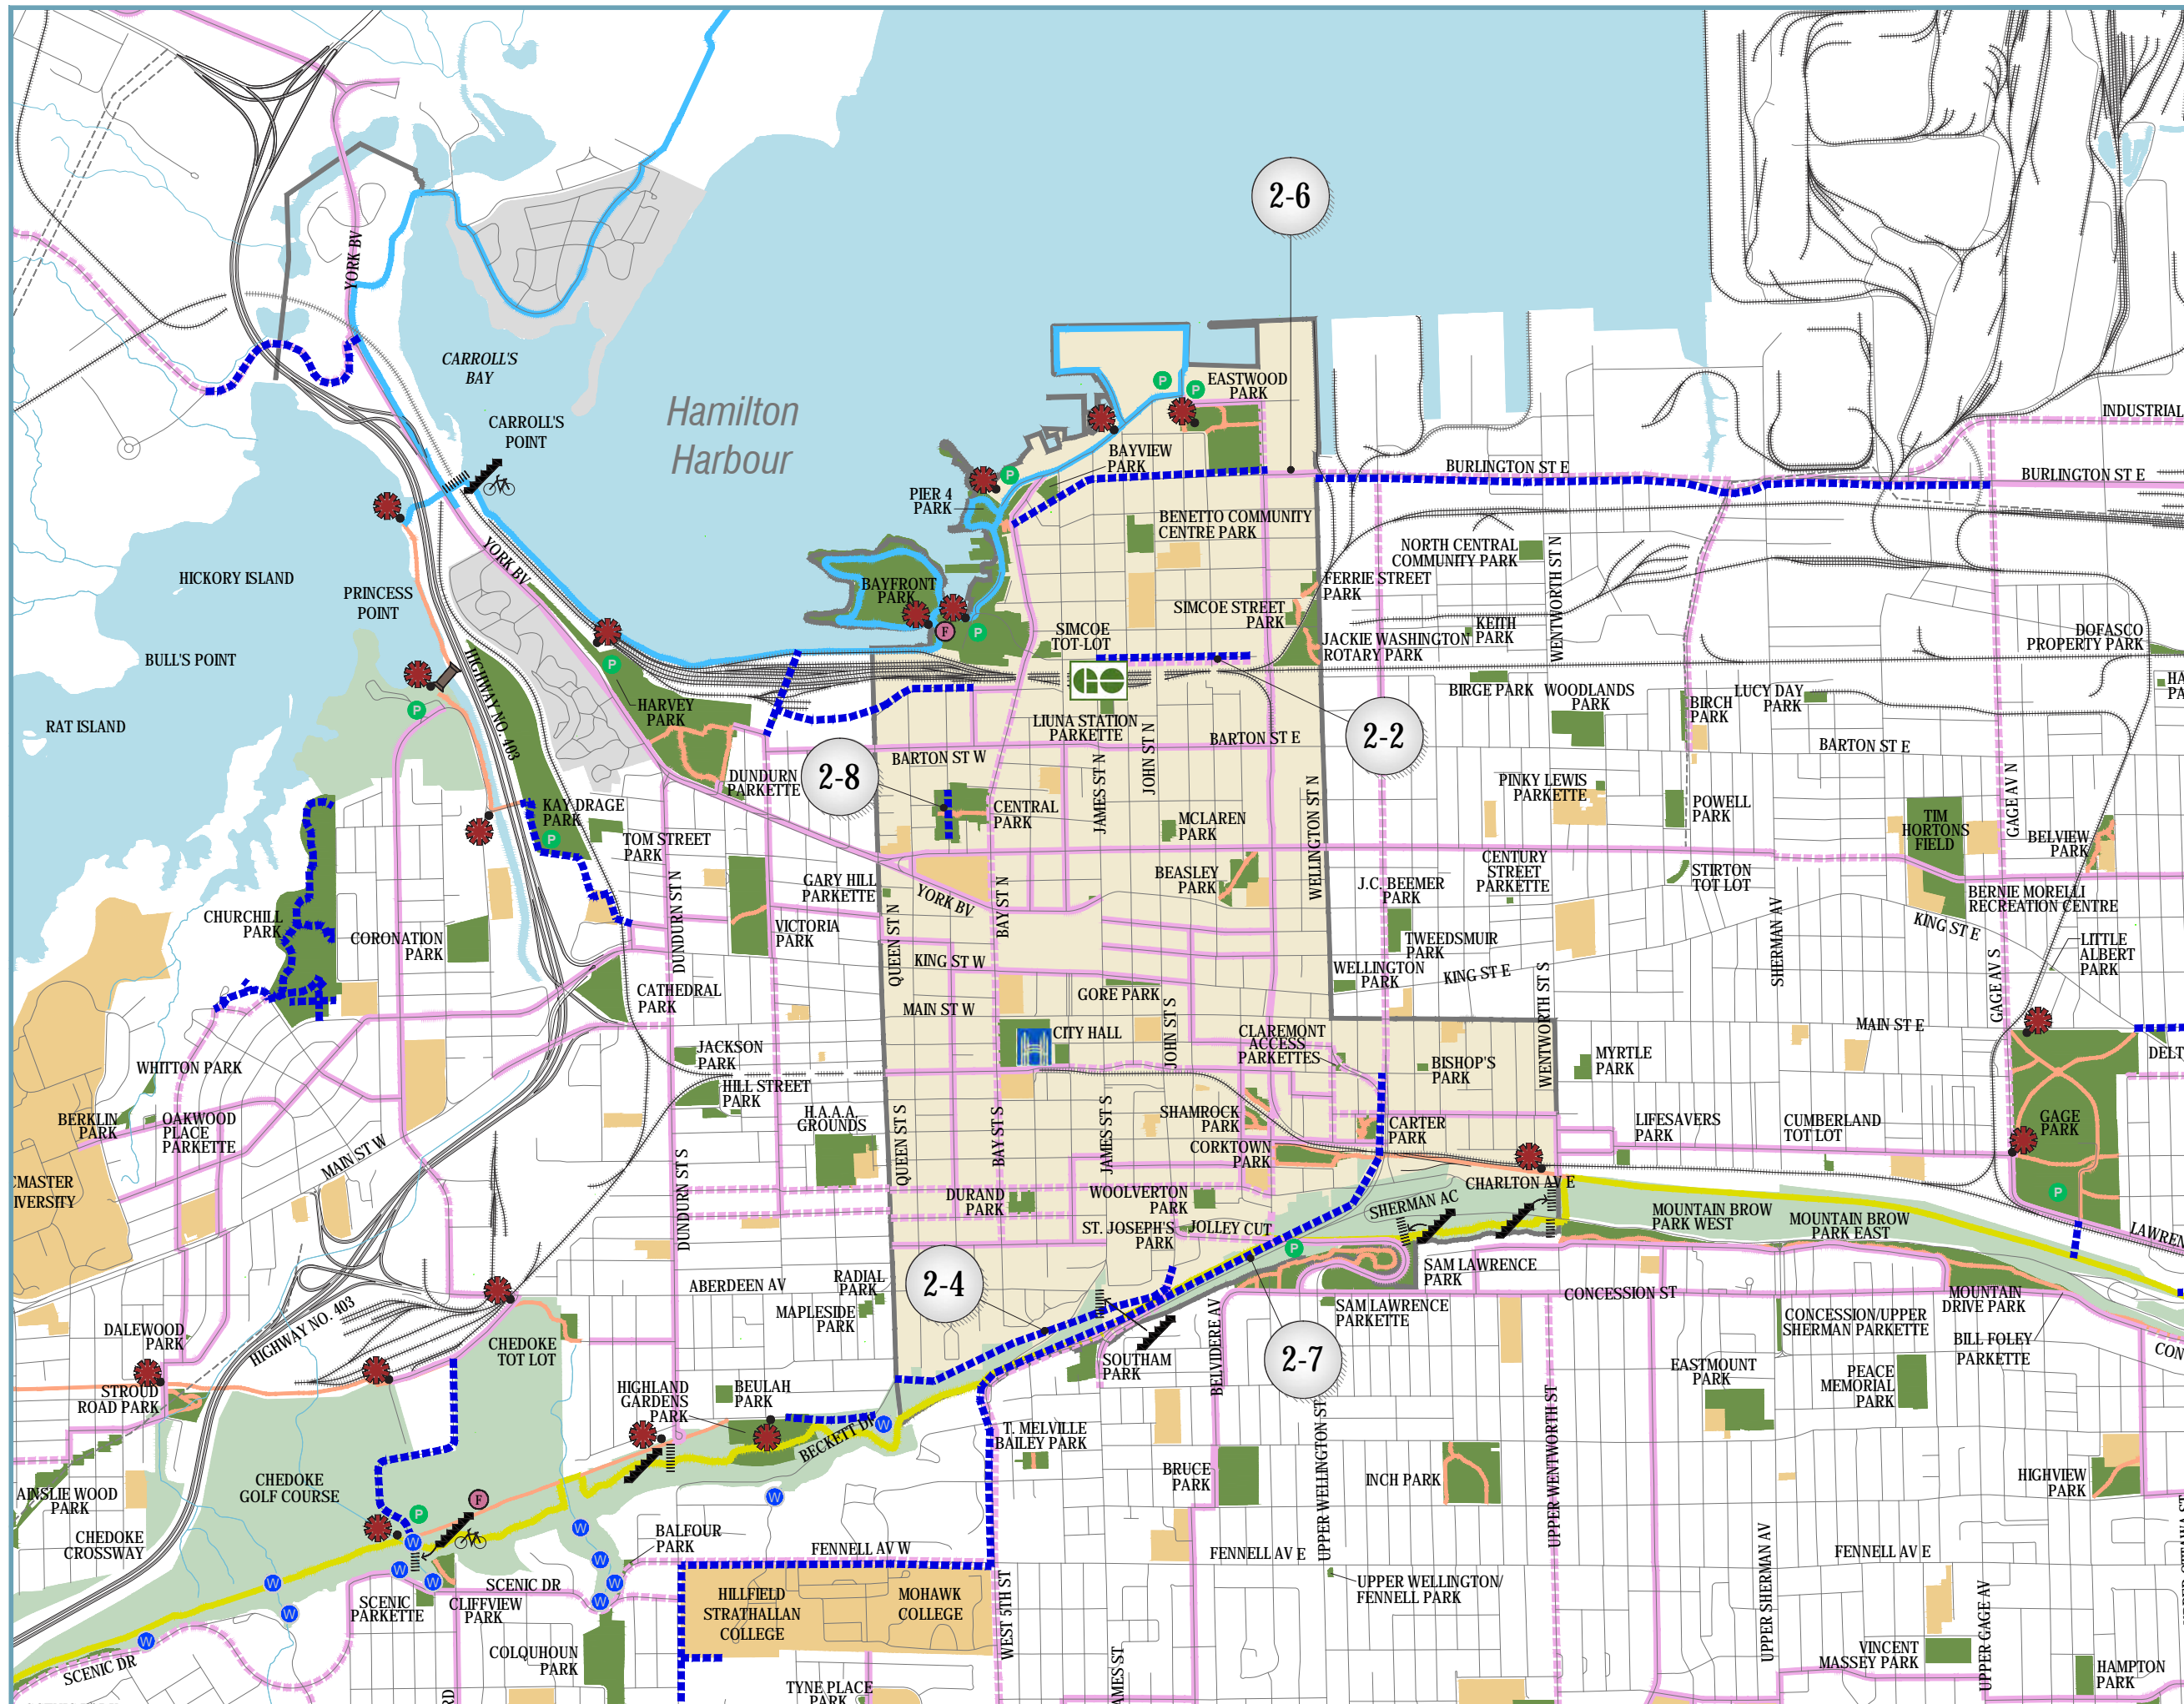 2-6
YORK BV
CARROLL'S
BAY
Hamilton
Harbour
CARROLL'S
POINT
EASTWOOD
PARK
INDUSTRIAL
BAYVIEW
PARK
BURLINGTON ST E
BURLINGTON ST E
PIER 4
PARK
BENETTO COMMUNITY
CENTRE PARK
NORTH CENTRAL
COMMUNITY PARK
WENTWORTH ST N
YORK BV
HICKORY ISLAND
PRINCESS
POINT
BAYFRONT
PARK
FERRIE STREET
PARK
SIMCOE STREET
PARK
KEITH
PARK
SIMCOE
TOT-LOT
JACKIE WASHINGTON
ROTARY PARK
DOFASCO
PROPERTY PARK
BULL'S POINT
HIGHWAY NO. 403
RAT ISLAND
HARVEY
PARK
GO
LIUNA STATION
PARKETTE
BIRGE PARK
WOODLANDS
PARK
BIRCH
PARK
LUCY DAY
PARK
HA
PA
2-2
BARTON ST E
BARTON ST E
BARTON ST W
2-8
JOHN ST N
JAMES ST N
WELLINGTON ST N
DUNDURN
PARKETTE
PINKY LEWIS
PARKETTE
POWELL
PARK
GAGE AV N
KAY DRAGE
PARK
CENTRAL
PARK
MCLAREN
PARK
TIM
HORTONS
FIELD
BELVIEW
PARK
TOM STREET
PARK
CENTURY
STREET
PARKETTE
STIRTON
TOT LOT
BEASLEY
PARK
J.C. BEEMER
PARK
GARY HILL
PARKETTE
YORK BV
BERNIE MORELLI
RECREATION CENTRE
KING ST E
CHURCHILL
PARK
CORONATION
PARK
DUNDURN ST N
VICTORIA
PARK
QUEEN ST N
BAY ST N
SHERMAN AV
TWEEDSMUIR
PARK
KING ST W
WELLINGTON
PARK
KING ST E
LITTLE
ALBERT
PARK
GAGE AV S
CATHEDRAL
PARK
MAIN ST W
GORE PARK
WENTWORTH ST S
MAIN ST E
CITY HALL
JOHN ST S
CLAREMONT
ACCESS
PARKETTES
JACKSON
PARK
MYRTLE
PARK
DELT
WHITTON PARK
HILL STREET
PARK
BISHOP'S
PARK
BERKLIN
PARK
OAKWOOD
PLACE
PARKETTE
H.A.A.A.
GROUNDS
QUEEN ST S
BAY ST S
JAMES ST S
SHAMROCK
PARK
CARTER
PARK
LIFESAVERS
PARK
CUMBERLAND
TOT LOT
GAGE
PARK
MAIN ST W
CORKTOWN
PARK
CMASTER
IVERSITY
DUNDURN ST S
DURAND
PARK
WOOLVERTON
PARK
CHARLTON AV E
SHERMAN AC
MOUNTAIN BROW
PARK WEST
MOUNTAIN BROW
PARK EAST
ST. JOSEPH'S
PARK
JOLLEY CUT
LAWREN
2-4
SAM LAWRENCE
PARK
ABERDEEN AV
RADIAL
PARK
MAPLESIDE
PARK
CONCESSION ST
MOUNTAIN
DRIVE PARK
SAM LAWRENCE
PARKETTE
CONCESSION/UPPER
SHERMAN PARKETTE
BILL FOLEY
PARKETTE
HIGHWAY NO. 403
DALEWOOD
PARK
CHEDOKE
TOT LOT
BELVIDERE AV
2-7
CON
SOUTHAM
PARK
EASTMOUNT
PARK
PEACE
MEMORIAL
PARK
STROUD
ROAD PARK
HIGHLAND
GARDENS
PARK
BEULAH
PARK
BECKETT DR
T. MELVILLE
BAILEY PARK
UPPER WELLINGTON ST
UPPER WENTWORTH ST
BRUCE
PARK
INCH PARK
HIGHVIEW
PARK
AINSLIE WOOD
PARK
CHEDOKE
GOLF COURSE
CHEDOKE
CROSSWAY
BALFOUR
PARK
FENNELL AV W
FENNELL AV E
FENNELL AV E
UPPER SHERMAN AV
SCENIC DR
SCENIC
PARKETTE
CLIFFVIEW
PARK
HILLFIELD
STRATHALLAN
COLLEGE
MOHAWK
COLLEGE
WEST 5TH ST
UPPER WELLINGTON/
FENNELL PARK
UPPER GAGE AV
SCENIC DR
COLQUHOUN
PARK
VINCENT
MASSEY PARK
HAMPTON
PARK
TYNE PLACE
PARK
AMES ST
RD